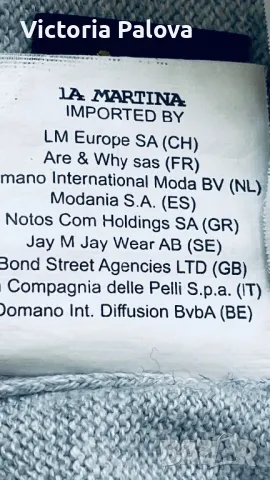 Victoria Palova
LA MARTINA
IMPORTED BY
LM Europe SA (CH)
Are & Why sas (FR)
International Moda BV (NL)
Modania S.A. (ES)
Notos Com Holdings SA (GR)
Jay M Jay Wear AB (SE)
Bond Street Agencies LTD (GB)
Compagnia delle Pelli S.p.a. (IT)
Domano Int. Diffusion BvbA (BE)